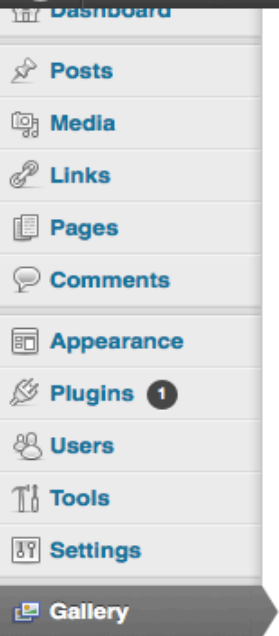 Dashboard
Posts
Media
Links
Pages
Comments
Appearance
Plugins 1
Users
Tools
Settings
Gallery